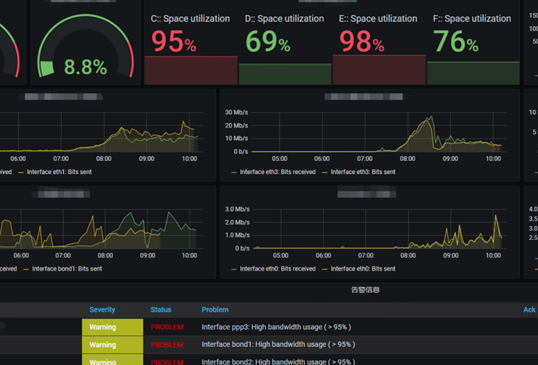 C:: Space utilization D:: Space utilization E:: Space utilization F:: Space utilization
8.8% 95% 69% 98% 76%
06:00 07:00 08:00 09:00 10:00
Interface eth1: Bits sent
30 Mb/s
20 Mb/s
10 Mb/s
0 b/s
05:00 06:00 07:00 08:00 09:00 10:00
Interface eth3: Bits received Interface eth3: Bits sent
10
5
06:00 07:00 08:00 09:00 10:00
Interface bond1: Bits sent
3.0 Mb/s
2.0 Mb/s
1.0 Mb/s
0 b/s
05:00 06:00 07:00 08:00 09:00 10:00
Interface eth0: Bits received Interface eth0: Bits sent
4.0
3.5
3.0
2.5
告警信息
Severity Status Problem Ack
Warning PROBLEM Interface ppp3: High bandwidth usage ( > 95% )
Warning PROBLEM Interface bond1: High bandwidth usage ( > 95% )
Warning PROBLEM Interface bond2: High bandwidth usage ( > 95% )